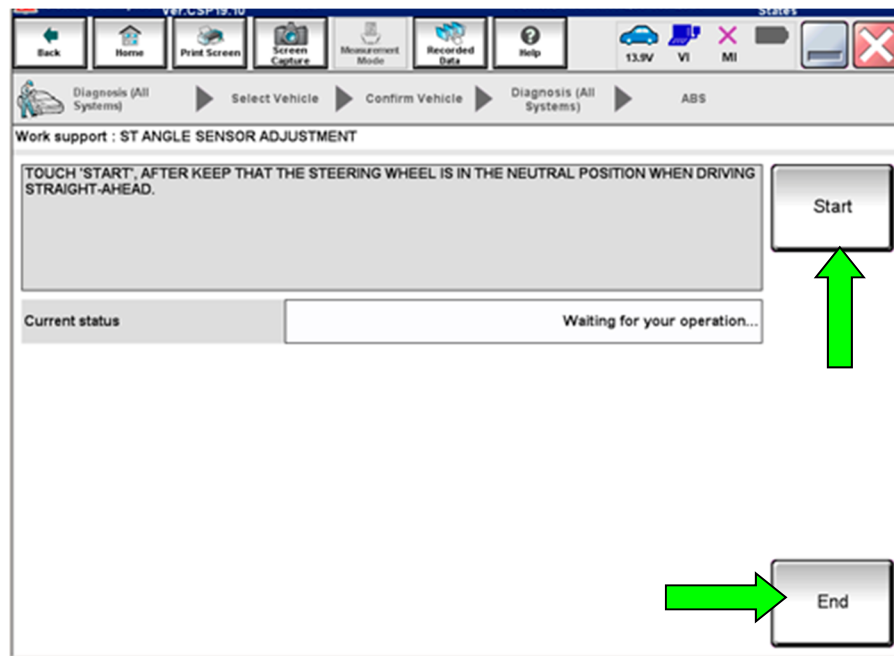 Ver.CSP19.10 States
Back Home Print Screen Screen Capture Measurement Mode Recorded Data Help 13.9V VI MI
Diagnosis (All Systems) Select Vehicle Confirm Vehicle Diagnosis (All Systems) ABS
Work support : ST ANGLE SENSOR ADJUSTMENT
TOUCH 'START', AFTER KEEP THAT THE STEERING WHEEL IS IN THE NEUTRAL POSITION WHEN DRIVING
STRAIGHT-AHEAD.
Start
Current status Waiting for your operation...
End